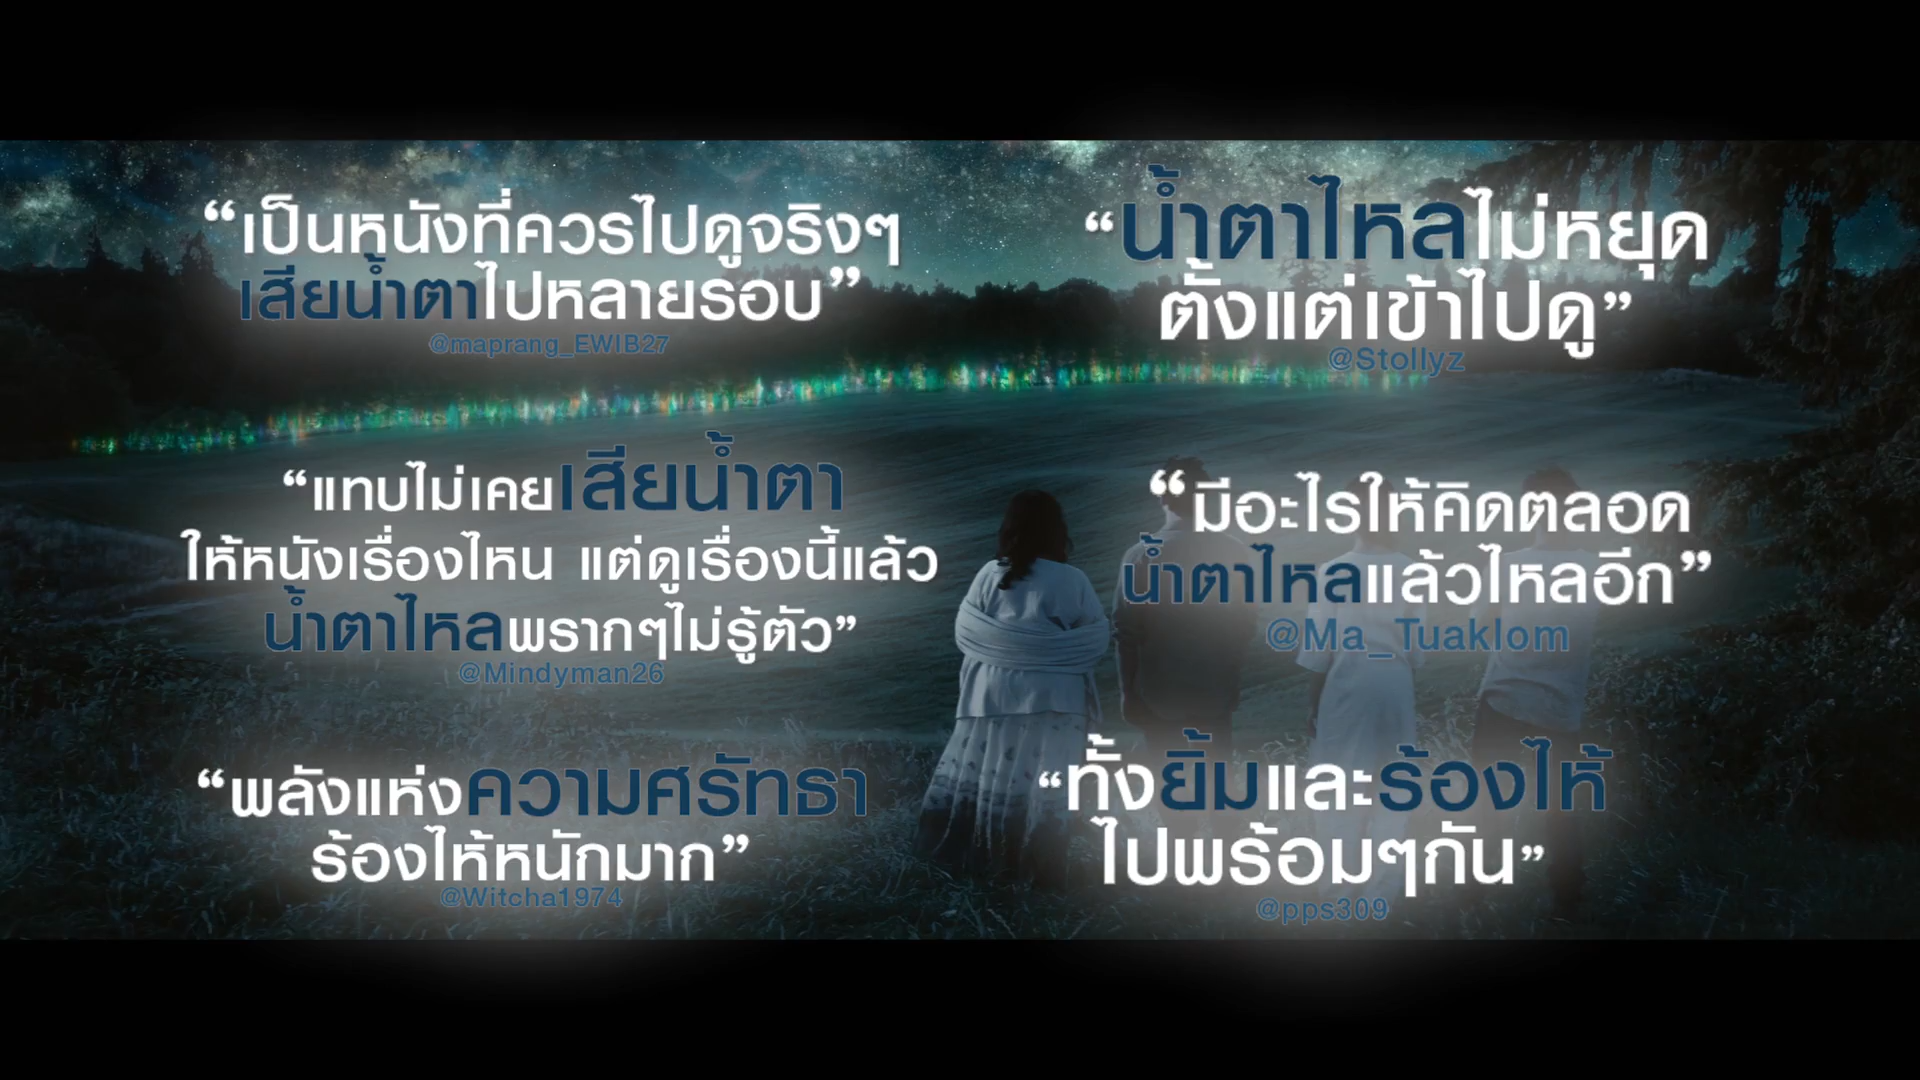 “เป็นหนังที่ควรไปดูจริงๆ
เสียน้ำตาไปหลายรอบ”
@maprang_EWIB27
“น้ำตาไหลไม่หยุด
ตั้งแต่เข้าไปดู”
@Stollyz
“แทบไม่เคยเสียน้ำตา
ให้หนังเรื่องไหน แต่ดูเรื่องนี้แล้ว
น้ำตาไหลพรากๆไม่รู้ตัว”
@Mindyman26
“มีอะไรให้คิดตลอด
น้ำตาไหลแล้วไหลอีก”
@Ma_Tuaklom
“พลังแห่งความศรัทธา
ร้องไห้หนักมาก”
@Witcha1974
“ทั้งยิ้มและร้องไห้
ไปพร้อมๆกัน”
@pps309